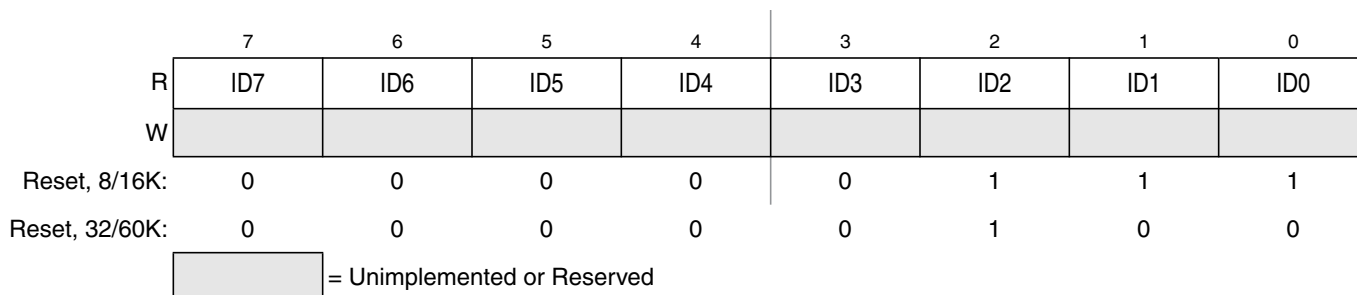 7 6 5 4 3 2 1 0
R ID7 ID6 ID5 ID4 ID3 ID2 ID1 ID0
W
Reset, 8/16K: 0 0 0 0 0 1 1 1
Reset, 32/60K: 0 0 0 0 0 1 0 0
= Unimplemented or Reserved